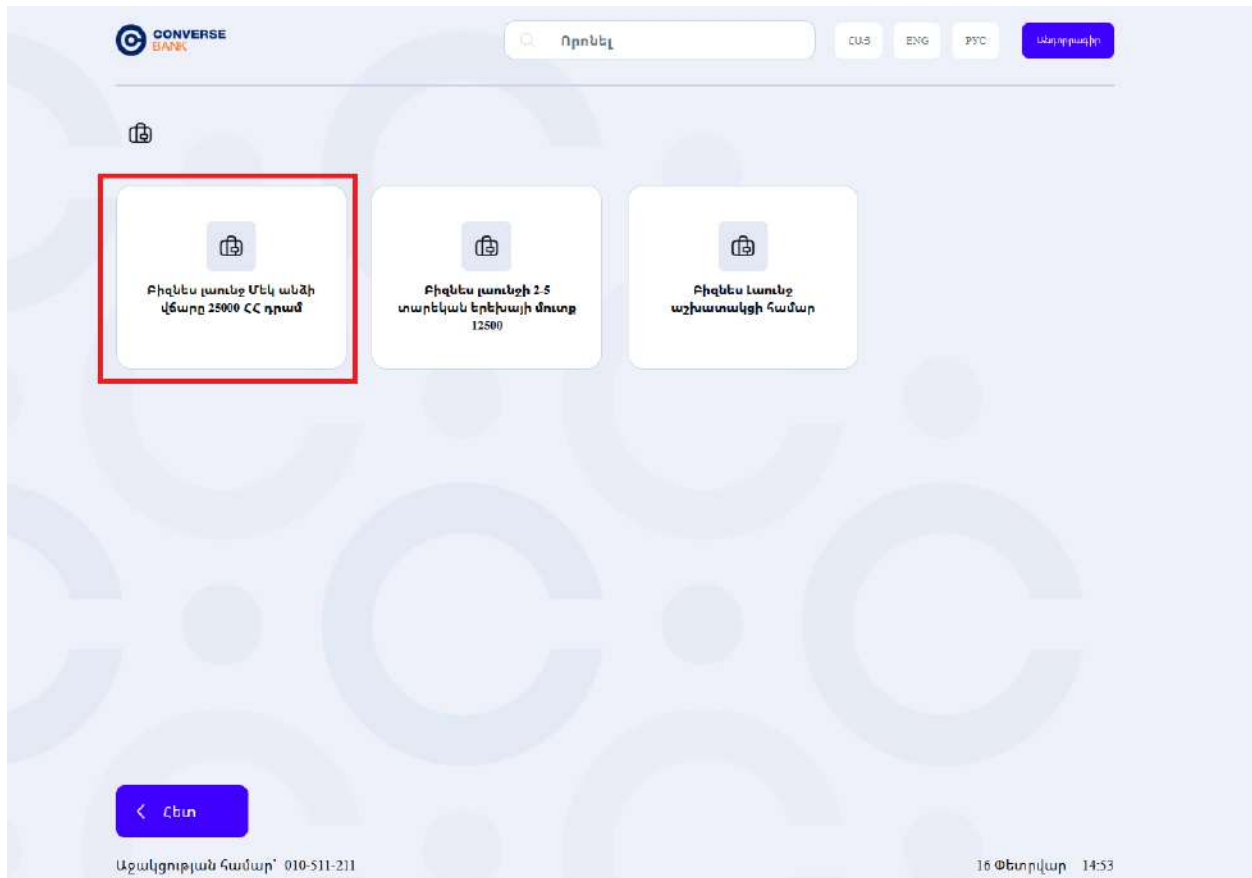 CONVERSE
BANK
Որոնել
ՀԱՅ
ENG
РУС
Անդորրագիր
Բիզնես լաունջ Մեկ անձի
վճարը 25000 ՀՀ դրամ
Բիզնես լաունջի 2-5
տարեկան երեխայի մուտք
12500
Բիզնես Լաունջ
աշխատակցի համար
Հետ
Աջակցության համար՝ 010-511-211
16 Փետրվար 14:53